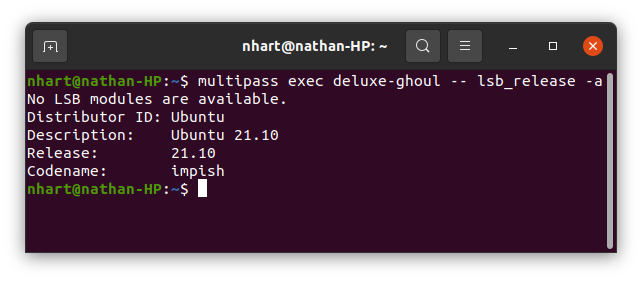 nhart@nathan-HP: ~
nhart@nathan-HP:~$ multipass exec deluxe-ghoul -- lsb_release -a
No LSB modules are available.
Distributor ID: Ubuntu
Description:    Ubuntu 21.10
Release:        21.10
Codename:       impish
nhart@nathan-HP:~$